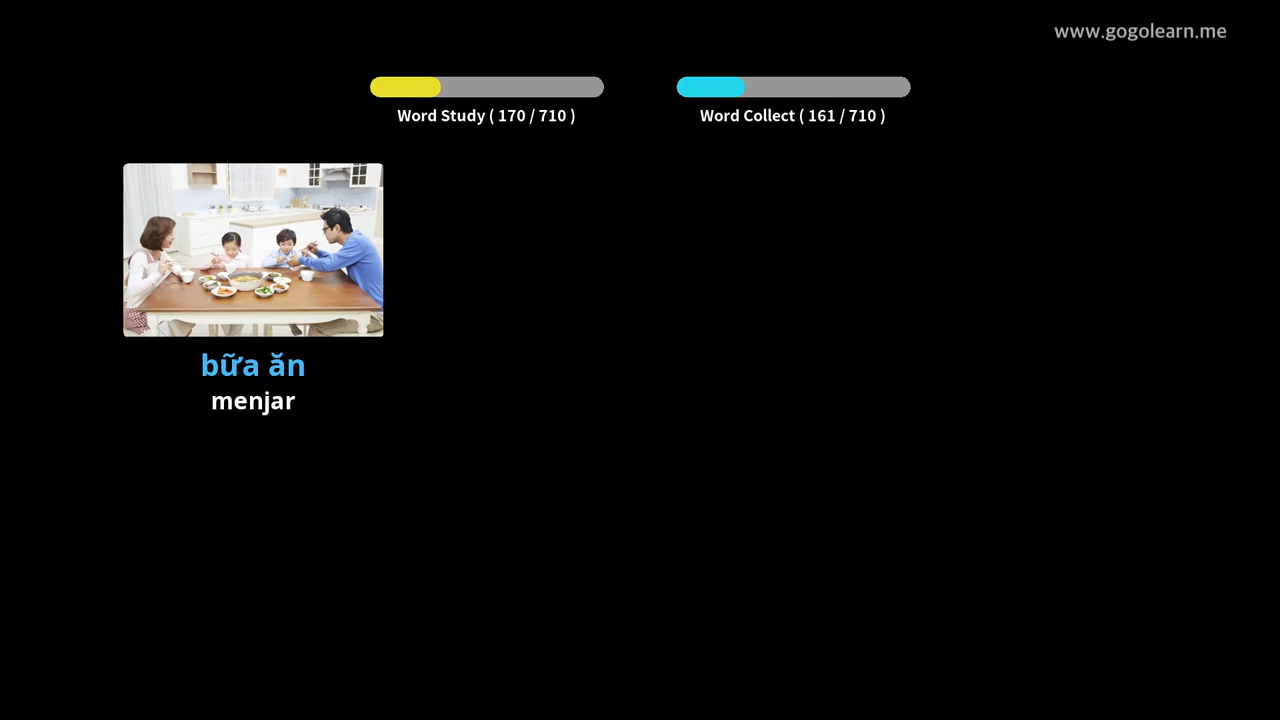 www.gogolearn.me
Word Study ( 170 / 710 )
Word Collect ( 161 / 710 )
bữa ăn
menjar